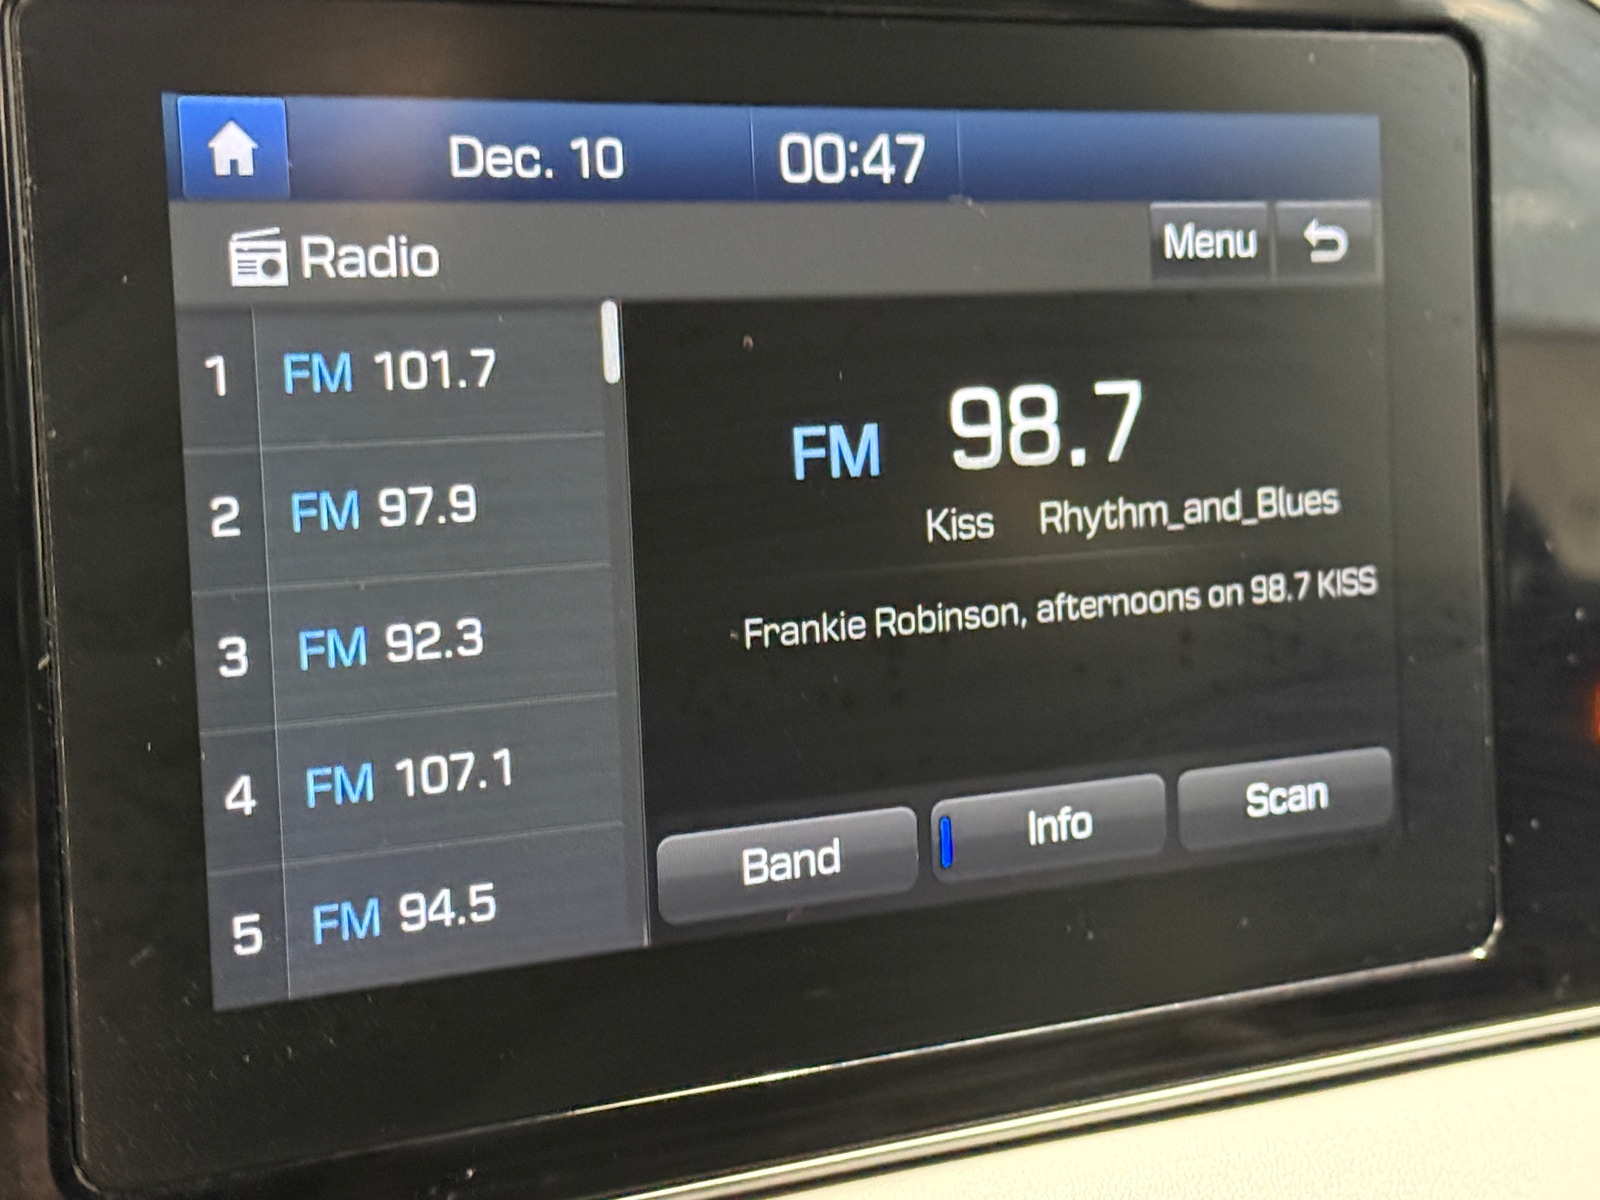 Dec. 10 00:47
Radio Menu
1 FM 101.7
2 FM 97.9
3 FM 92.3
4 FM 107.1
5 FM 94.5
FM 98.7
Kiss Rhythm_and_Blues
Frankie Robinson, afternoons on 98.7 KISS
Band Info Scan